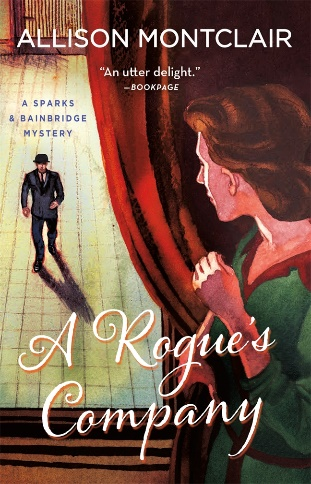 ALLISON MONTCLAIR
“An utter delight.”
—BOOKPAGE
A SPARKS
& BAINBRIDGE
MYSTERY
A Rogue's
Company